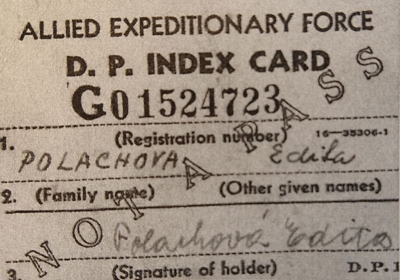 ALLIED EXPEDITIONARY FORCE
D. P. INDEX CARD
G01524723
1. (Registration number) 16—35306-1
POLACHOVA Edita
2. (Family name) (Other given names)
Polachová Edita
3. (Signature of holder) D.P.1
NOT A PASS